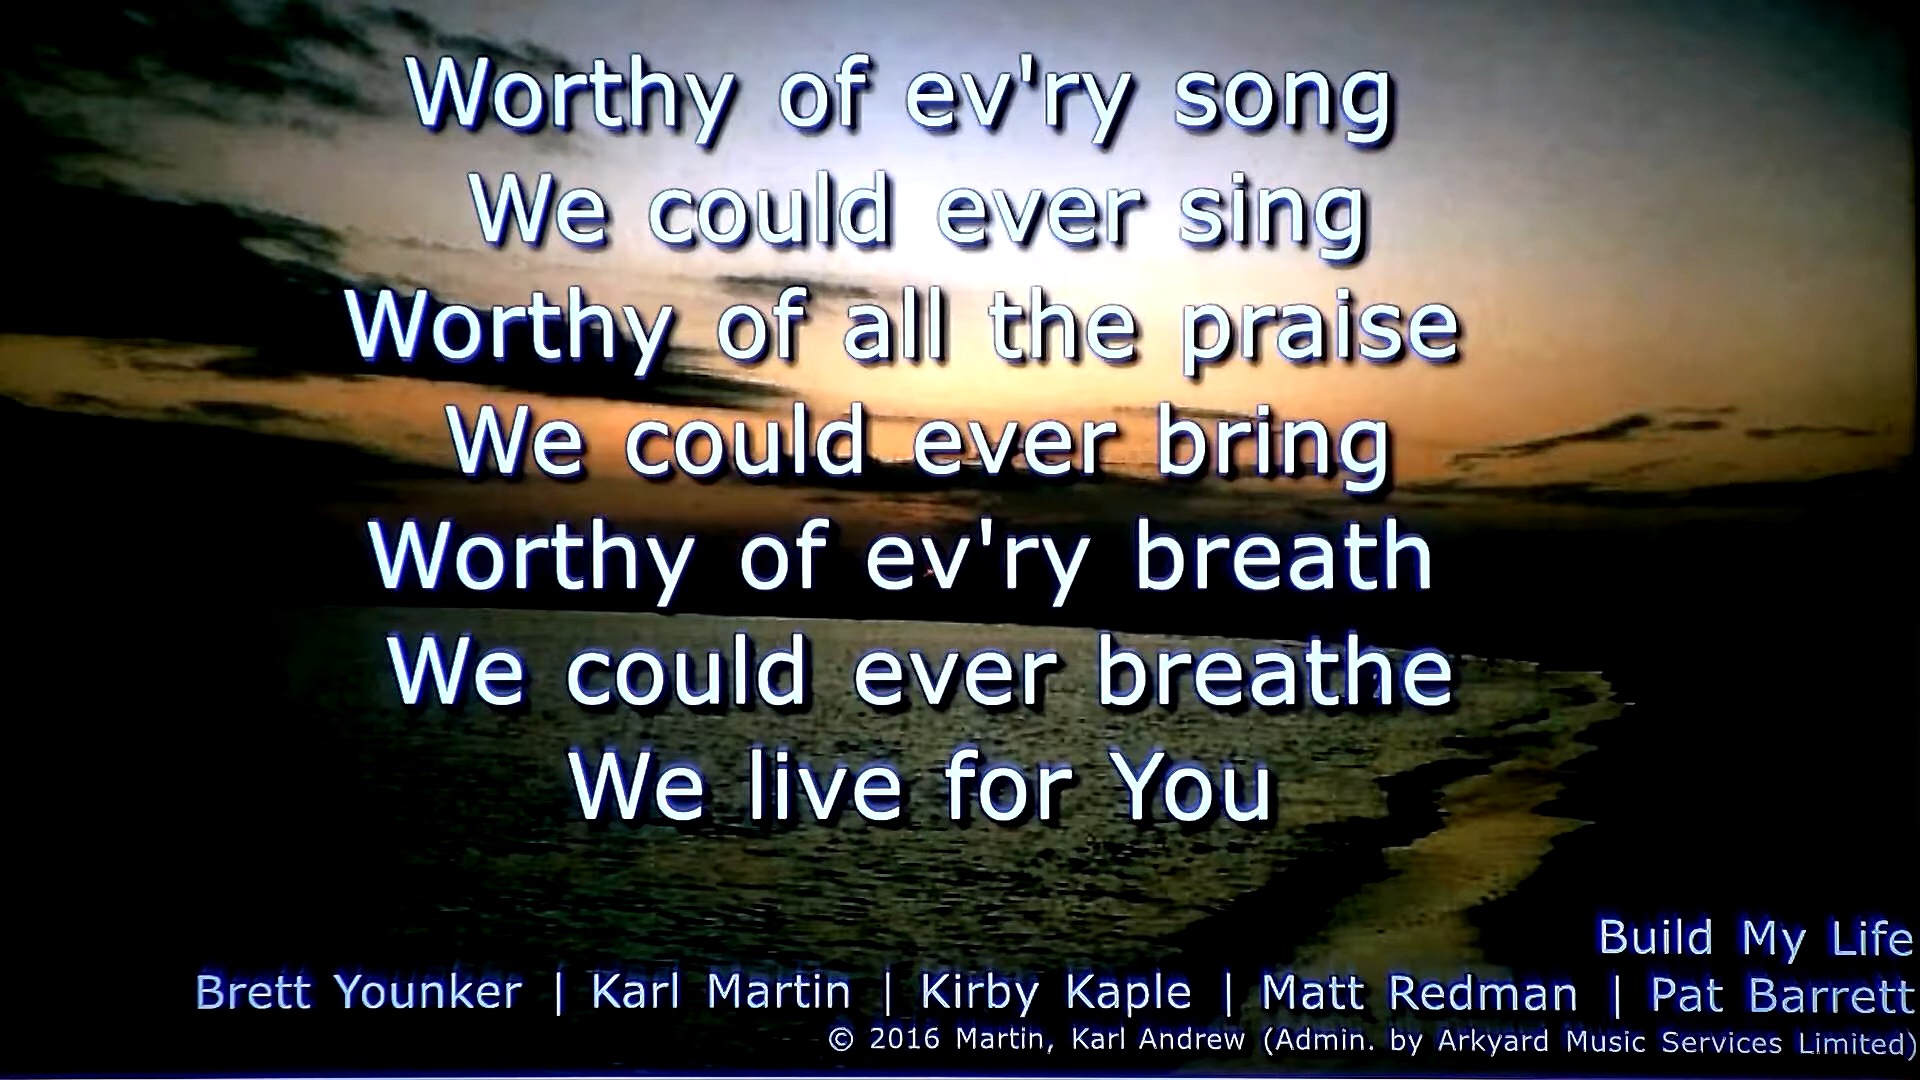 Worthy of ev'ry song
We could ever sing
Worthy of all the praise
We could ever bring
Worthy of ev'ry breath
We could ever breathe
We live for You
Build My Life
Brett Younker | Karl Martin | Kirby Kaple | Matt Redman | Pat Barrett
© 2016 Martin, Karl Andrew (Admin. by Arkyard Music Services Limited)